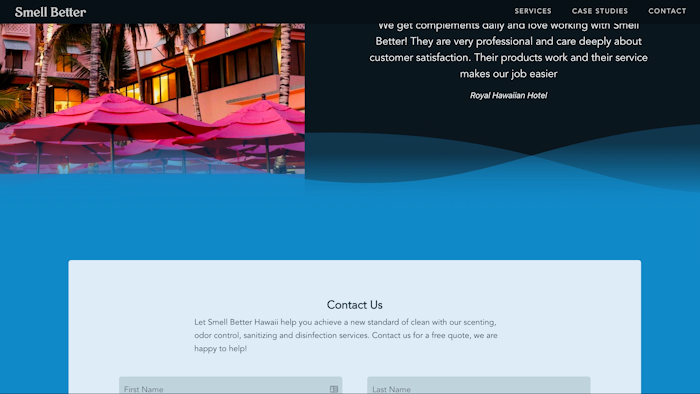 Smell Better
SERVICES
CASE STUDIES
CONTACT
We get complements daily and love working with Smell
Better! They are very professional and care deeply about
customer satisfaction. Their products work and their service
makes our job easier
Royal Hawaiian Hotel
Contact Us
Let Smell Better Hawaii help you achieve a new standard of clean with our scenting,
odor control, sanitizing and disinfection services. Contact us for a free quote, we are
happy to help!
First Name
Last Name